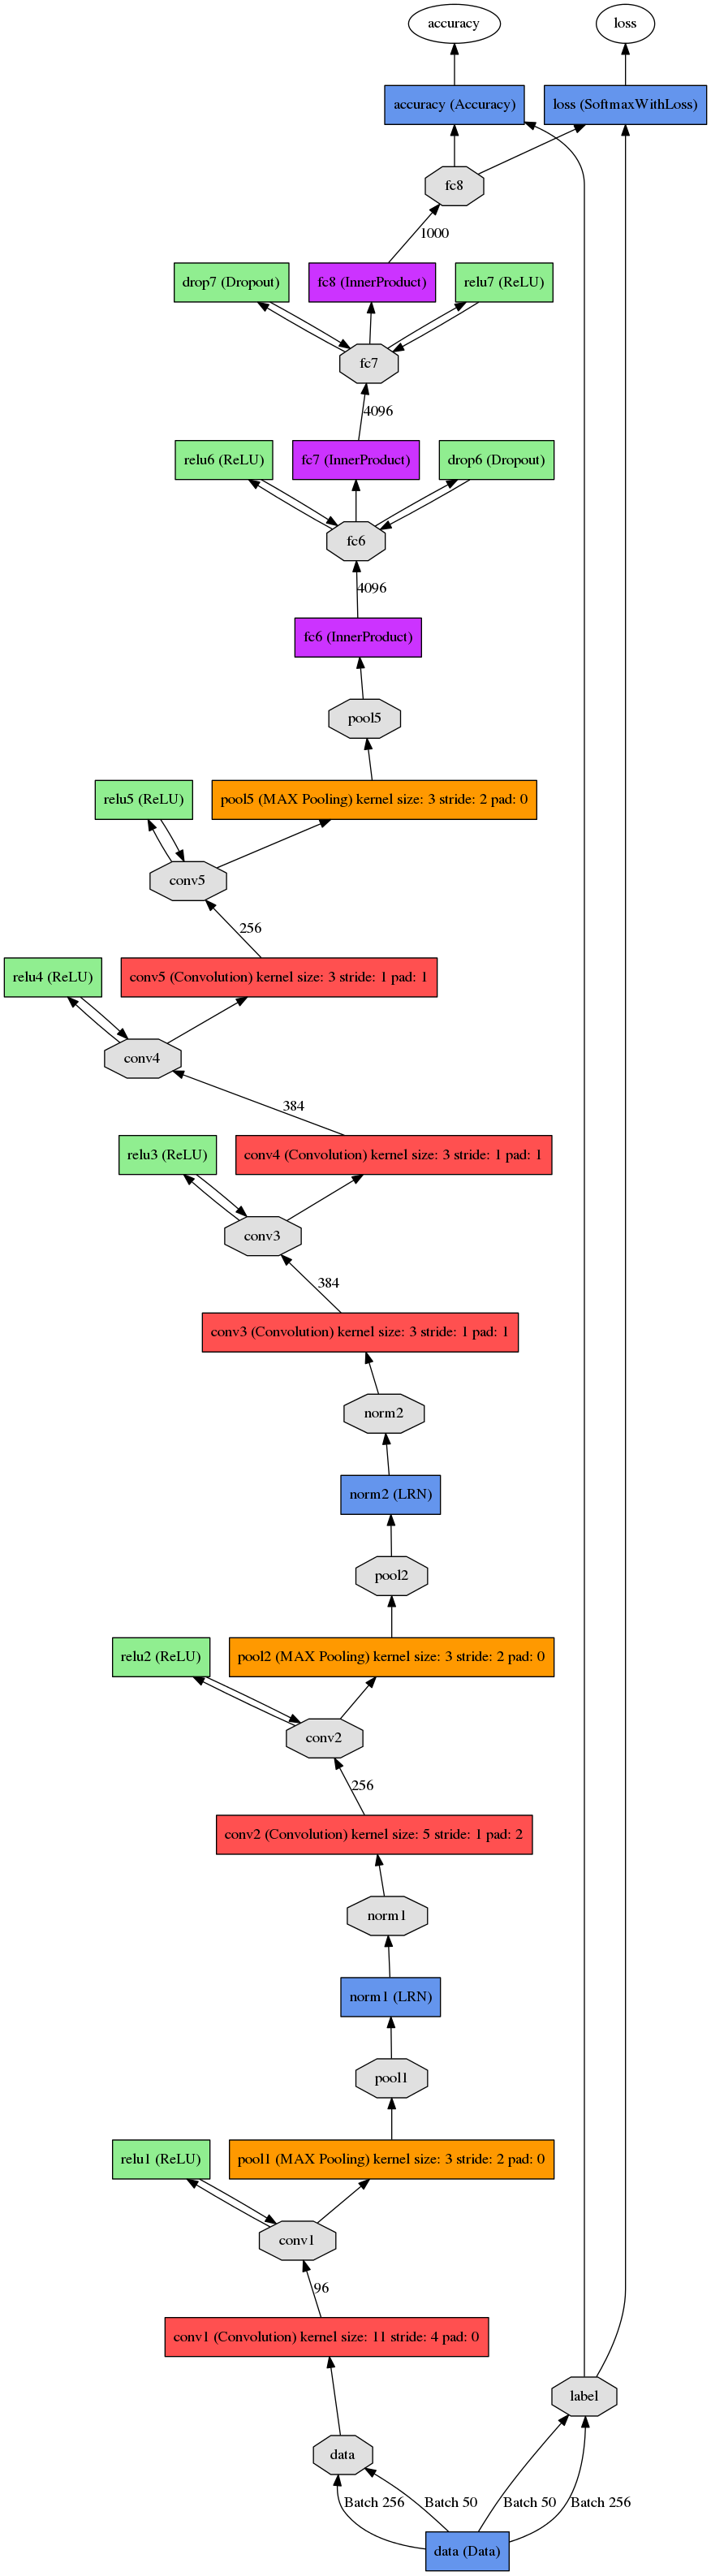 accuracy
loss
accuracy (Accuracy)
loss (SoftmaxWithLoss)
fc8
1000
drop7 (Dropout)
fc8 (InnerProduct)
relu7 (ReLU)
fc7
4096
relu6 (ReLU)
fc7 (InnerProduct)
drop6 (Dropout)
fc6
4096
fc6 (InnerProduct)
pool5
relu5 (ReLU)
pool5 (MAX Pooling) kernel size: 3 stride: 2 pad: 0
conv5
256
relu4 (ReLU)
conv5 (Convolution) kernel size: 3 stride: 1 pad: 1
conv4
384
relu3 (ReLU)
conv4 (Convolution) kernel size: 3 stride: 1 pad: 1
conv3
384
conv3 (Convolution) kernel size: 3 stride: 1 pad: 1
norm2
norm2 (LRN)
pool2
relu2 (ReLU)
pool2 (MAX Pooling) kernel size: 3 stride: 2 pad: 0
conv2
256
conv2 (Convolution) kernel size: 5 stride: 1 pad: 2
norm1
norm1 (LRN)
pool1
relu1 (ReLU)
pool1 (MAX Pooling) kernel size: 3 stride: 2 pad: 0
conv1
96
conv1 (Convolution) kernel size: 11 stride: 4 pad: 0
label
data
Batch 256
Batch 50
Batch 50
Batch 256
data (Data)